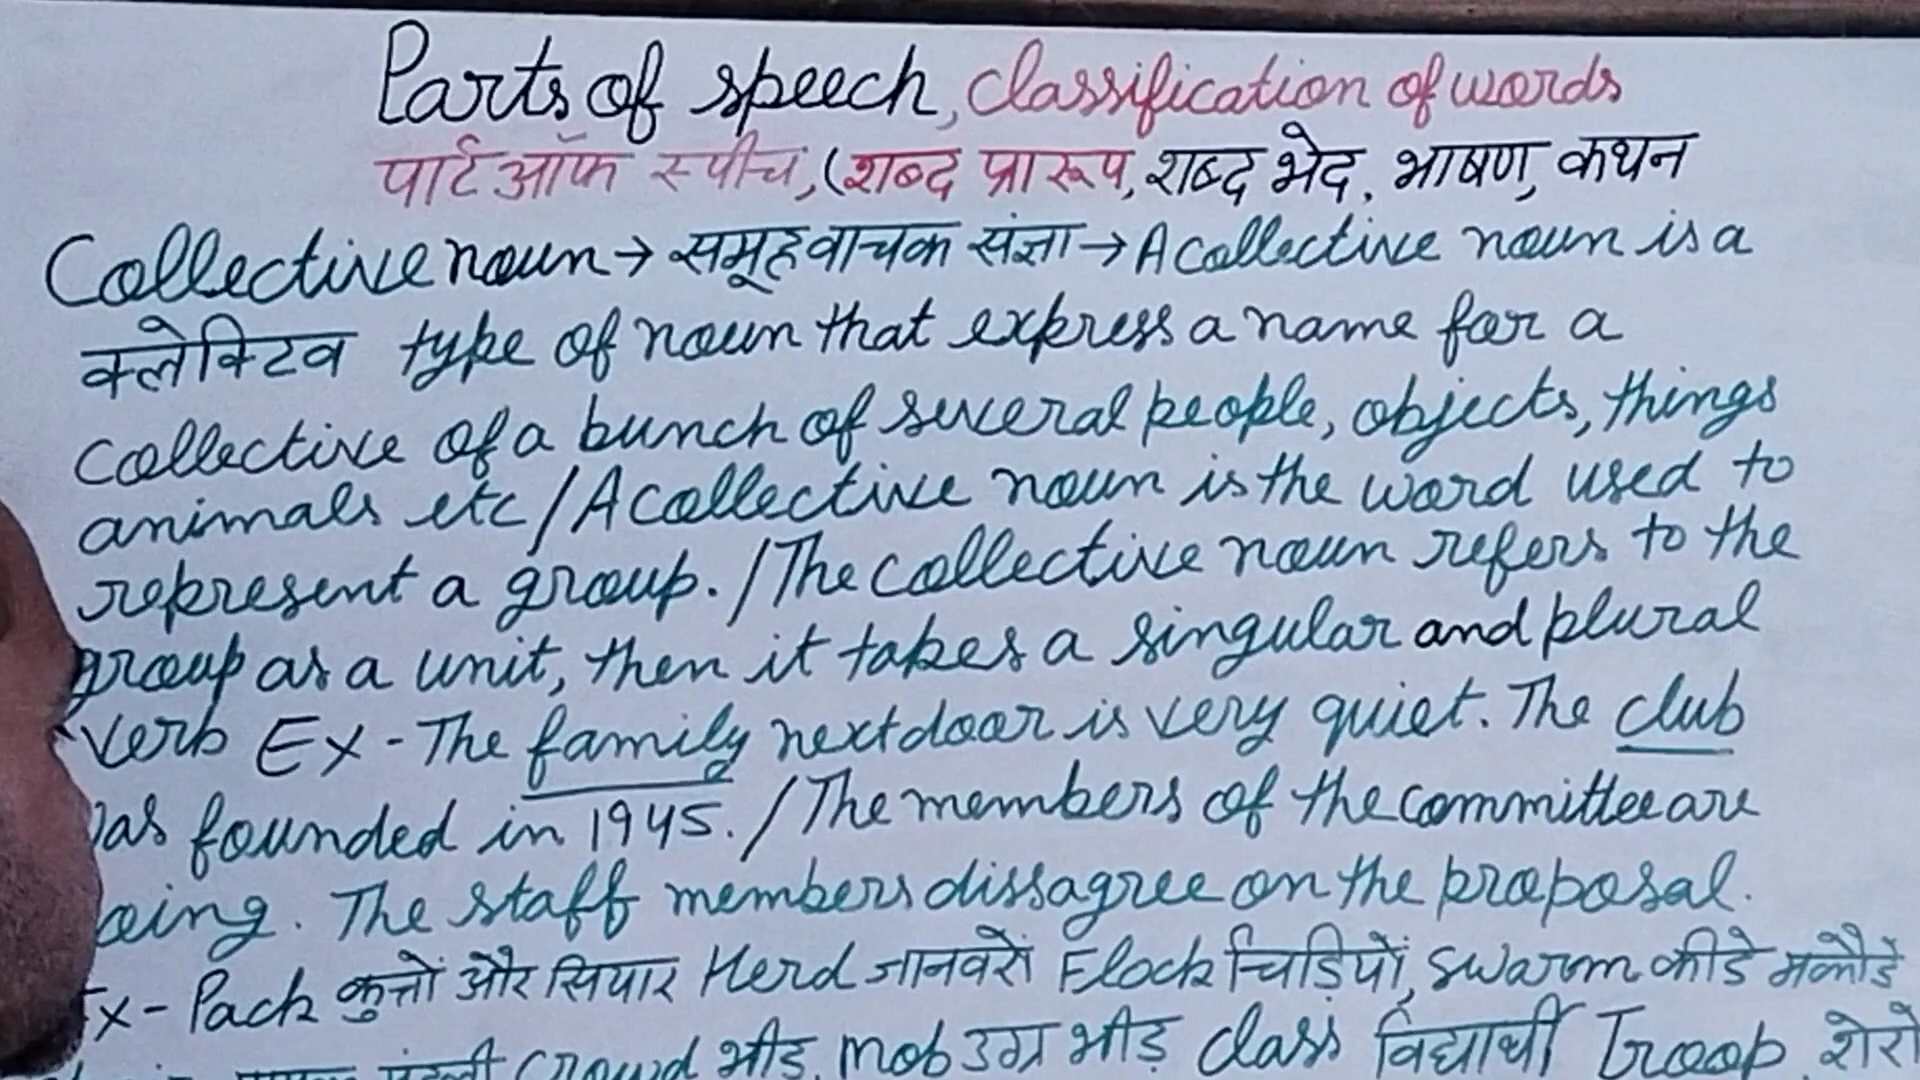 Parts of speech, classification of words
पार्ट ऑफ स्पीच, (शब्द प्रारूप, शब्द भेद, भाषण, कथन
Collective noun → समूहवाचक संज्ञा → A collective noun is a
क्लेक्टिव type of noun that express a name for a
collective of a bunch of several people, objects, things
animals etc / A collective noun is the word used to
represent a group. / The collective noun refers to the
group as a unit, then it takes a singular and plural
verb Ex - The family next door is very quiet. The club
founded in 1945. / The members of the committee are
The staff members dissagree on the proposal.
Ex - Pack कुत्तों और सियार Herd जानवरों Flock चिडियों, swarm कीडे मकौडे
Crowd भीड़, mob उग्र भीड़ class विद्यार्थी Troop, शेरो